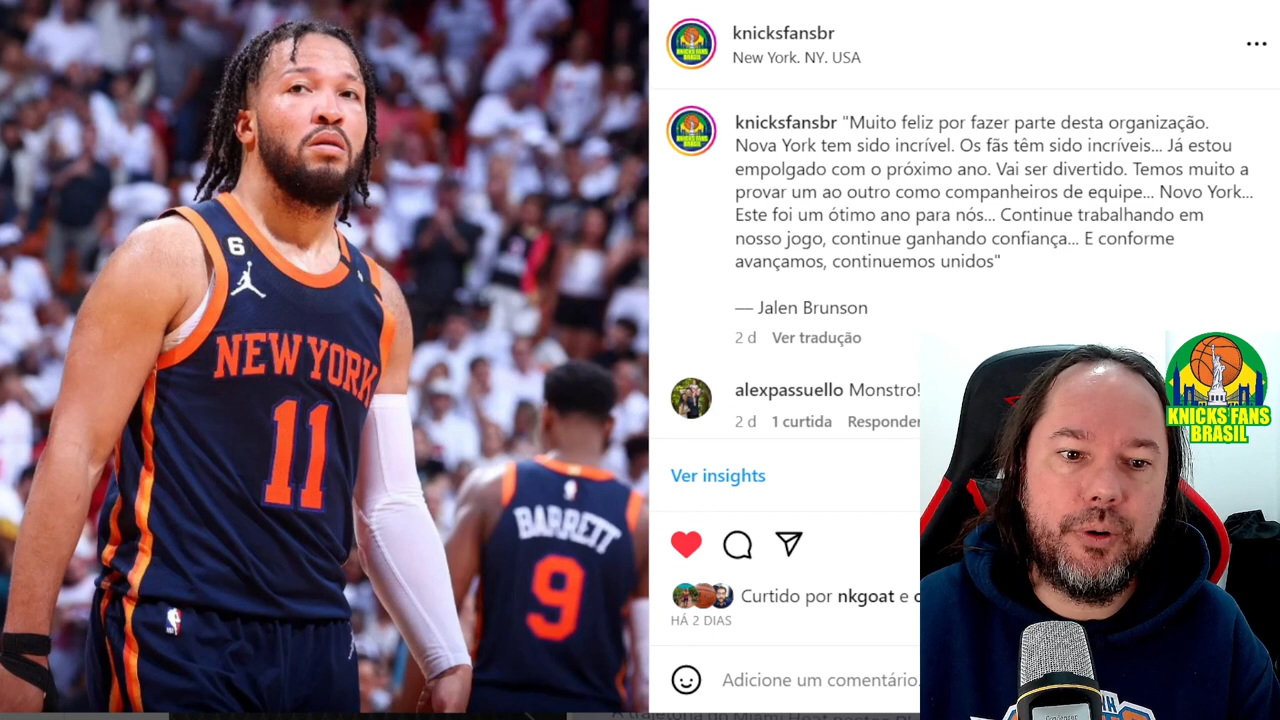 6
NEW YORK
11
BARRETT
9
knicksfansbr
New York. NY. USA
knicksfansbr "Muito feliz por fazer parte desta organização.
Nova York tem sido incrível. Os fãs têm sido incríveis... Já estou
empolgado com o próximo ano. Vai ser divertido. Temos muito a
provar um ao outro como companheiros de equipe... Novo York...
Este foi um ótimo ano para nós... Continue trabalhando em
nosso jogo, continue ganhando confiança... E conforme
avançamos, continuemos unidos"
— Jalen Brunson
2 d Ver tradução
alexpassuello Monstro!
2 d 1 curtida Responder
Ver insights
Curtido por nkgoat e
HÁ 2 DIAS
Adicione um comentário.
KNICKS FANS
BRASIL